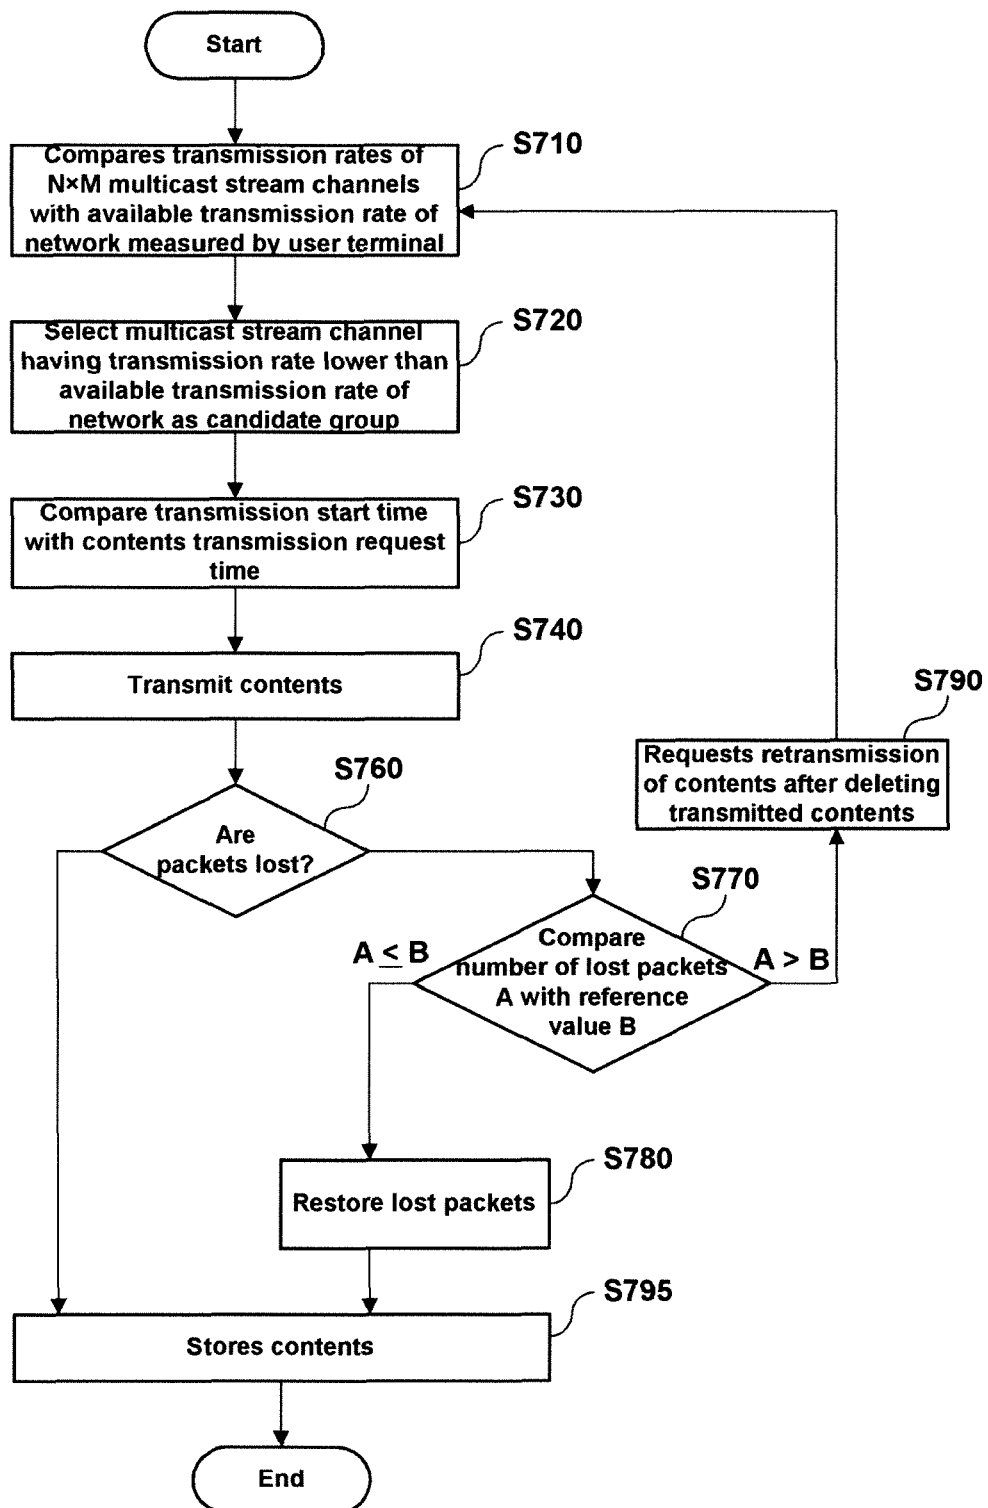 Start
S710
Compares transmission rates of
N×M multicast stream channels
with available transmission rate of
network measured by user terminal
S720
Select multicast stream channel
having transmission rate lower than
available transmission rate of
network as candidate group
S730
Compare transmission start time
with contents transmission request
time
S740
Transmit contents
S790
Requests retransmission
of contents after deleting
transmitted contents
S760
Are
packets lost?
S770
Compare
number of lost packets
A with reference
value B
A ≤ B
A > B
S780
Restore lost packets
S795
Stores contents
End